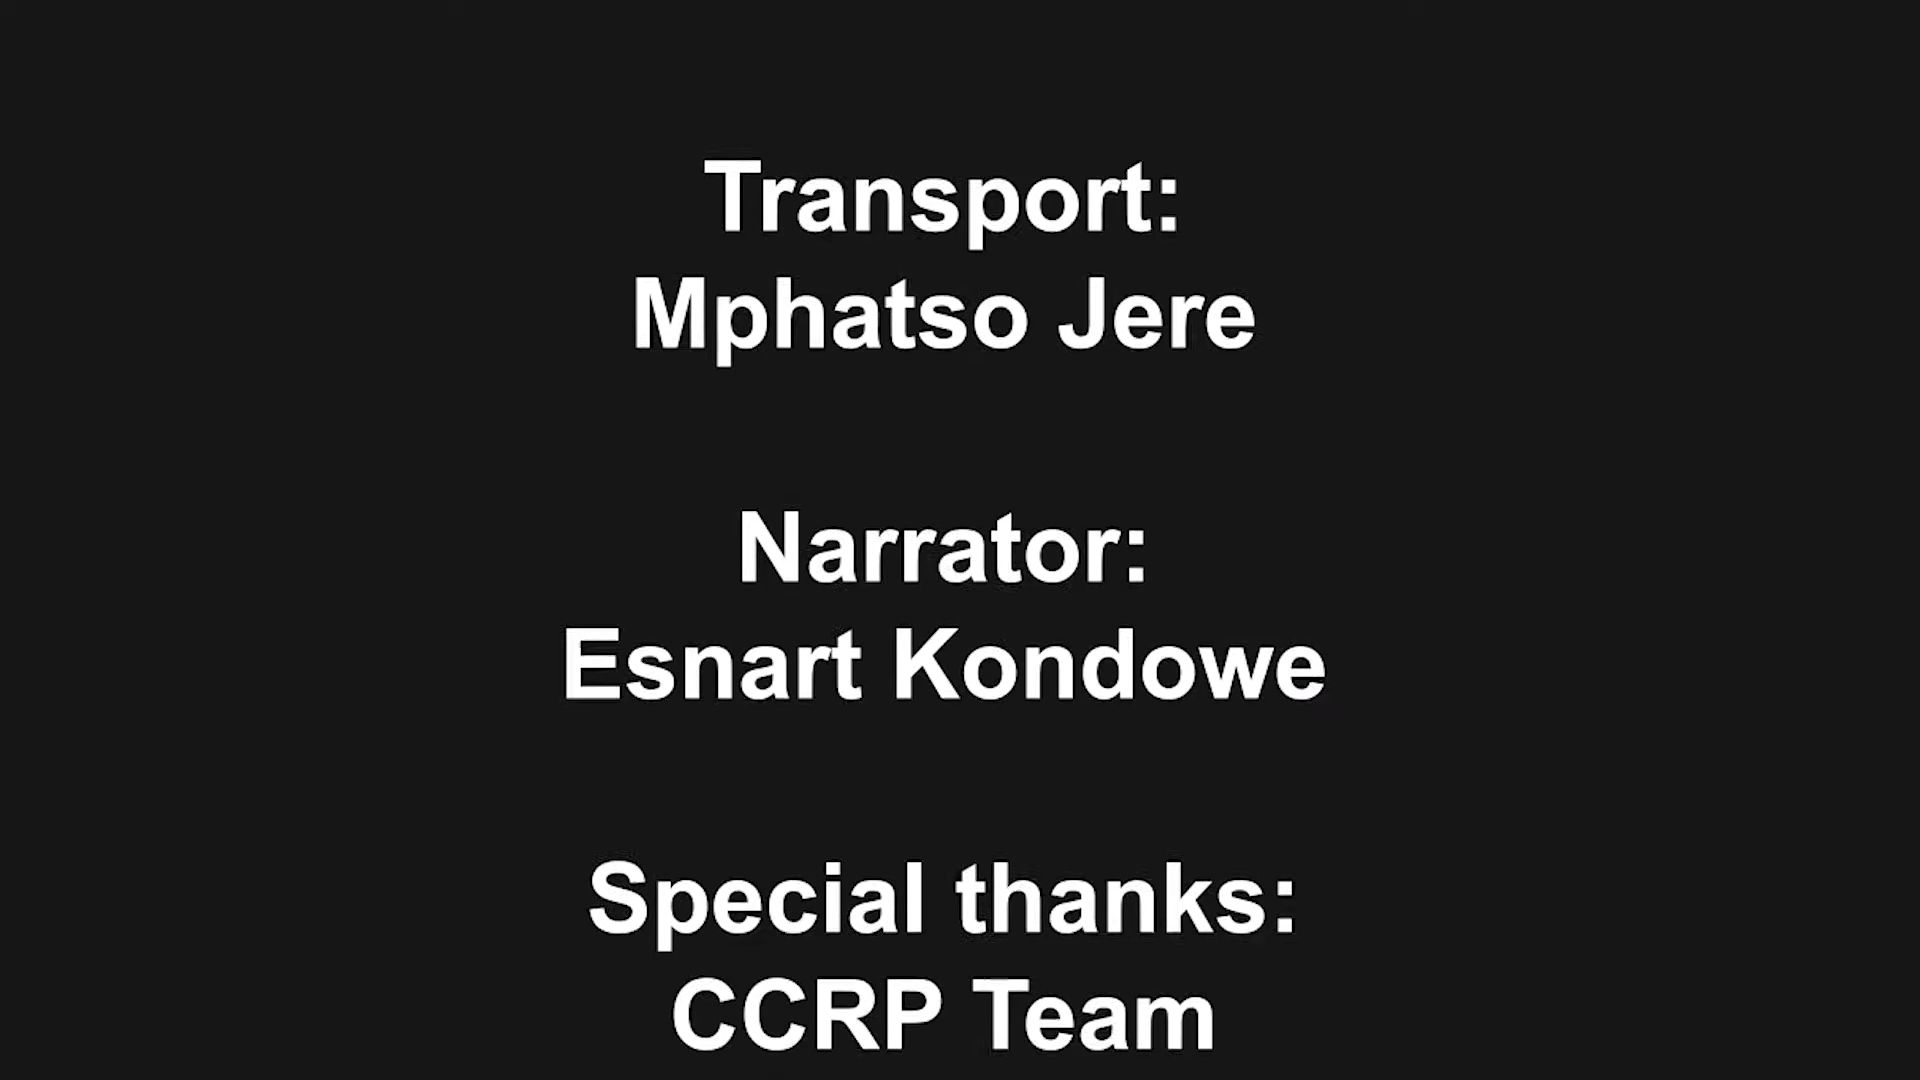 Transport:
Mphatso Jere
Narrator:
Esnart Kondowe
Special thanks:
CCRP Team